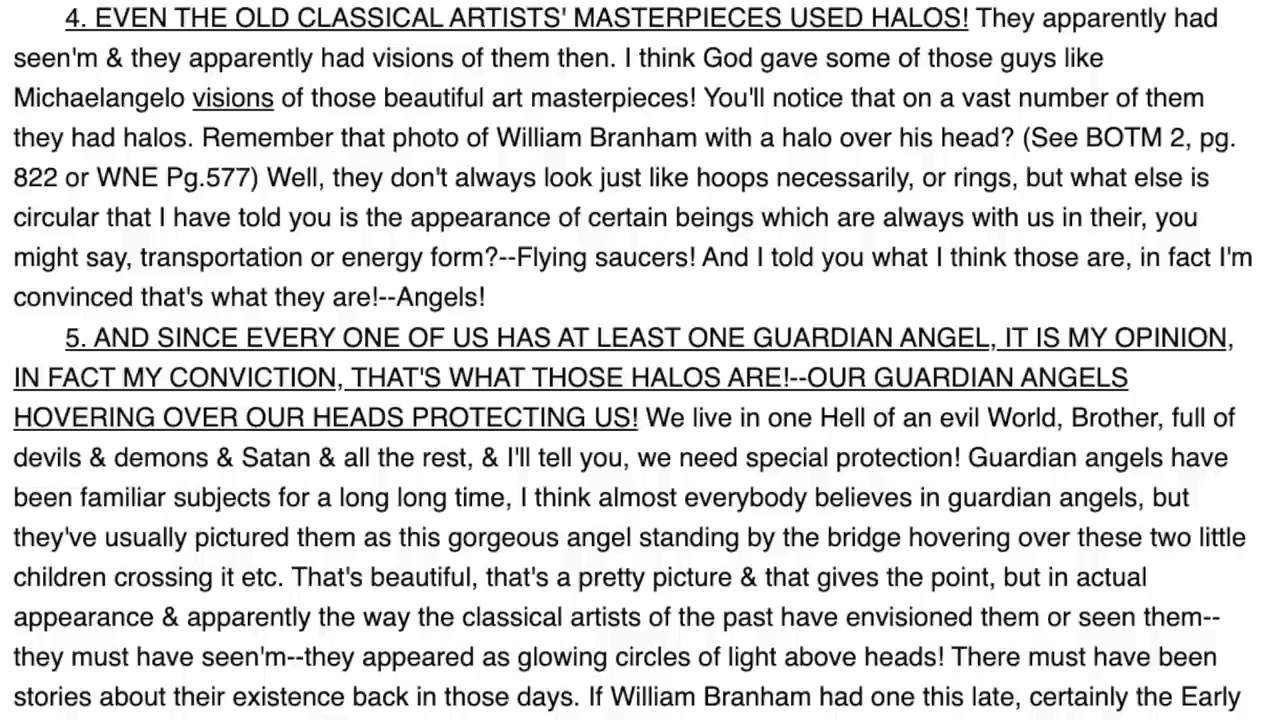 4. EVEN THE OLD CLASSICAL ARTISTS' MASTERPIECES USED HALOS! They apparently had
seen'm & they apparently had visions of them then. I think God gave some of those guys like
Michaelangelo visions of those beautiful art masterpieces! You'll notice that on a vast number of them
they had halos. Remember that photo of William Branham with a halo over his head? (See BOTM 2, pg.
822 or WNE Pg.577) Well, they don't always look just like hoops necessarily, or rings, but what else is
circular that I have told you is the appearance of certain beings which are always with us in their, you
might say, transportation or energy form?--Flying saucers! And I told you what I think those are, in fact I'm
convinced that's what they are!--Angels!
5. AND SINCE EVERY ONE OF US HAS AT LEAST ONE GUARDIAN ANGEL, IT IS MY OPINION,
IN FACT MY CONVICTION, THAT'S WHAT THOSE HALOS ARE!--OUR GUARDIAN ANGELS
HOVERING OVER OUR HEADS PROTECTING US! We live in one Hell of an evil World, Brother, full of
devils & demons & Satan & all the rest, & I'll tell you, we need special protection! Guardian angels have
been familiar subjects for a long long time, I think almost everybody believes in guardian angels, but
they've usually pictured them as this gorgeous angel standing by the bridge hovering over these two little
children crossing it etc. That's beautiful, that's a pretty picture & that gives the point, but in actual
appearance & apparently the way the classical artists of the past have envisioned them or seen them--
they must have seen'm--they appeared as glowing circles of light above heads! There must have been
stories about their existence back in those days. If William Branham had one this late, certainly the Early